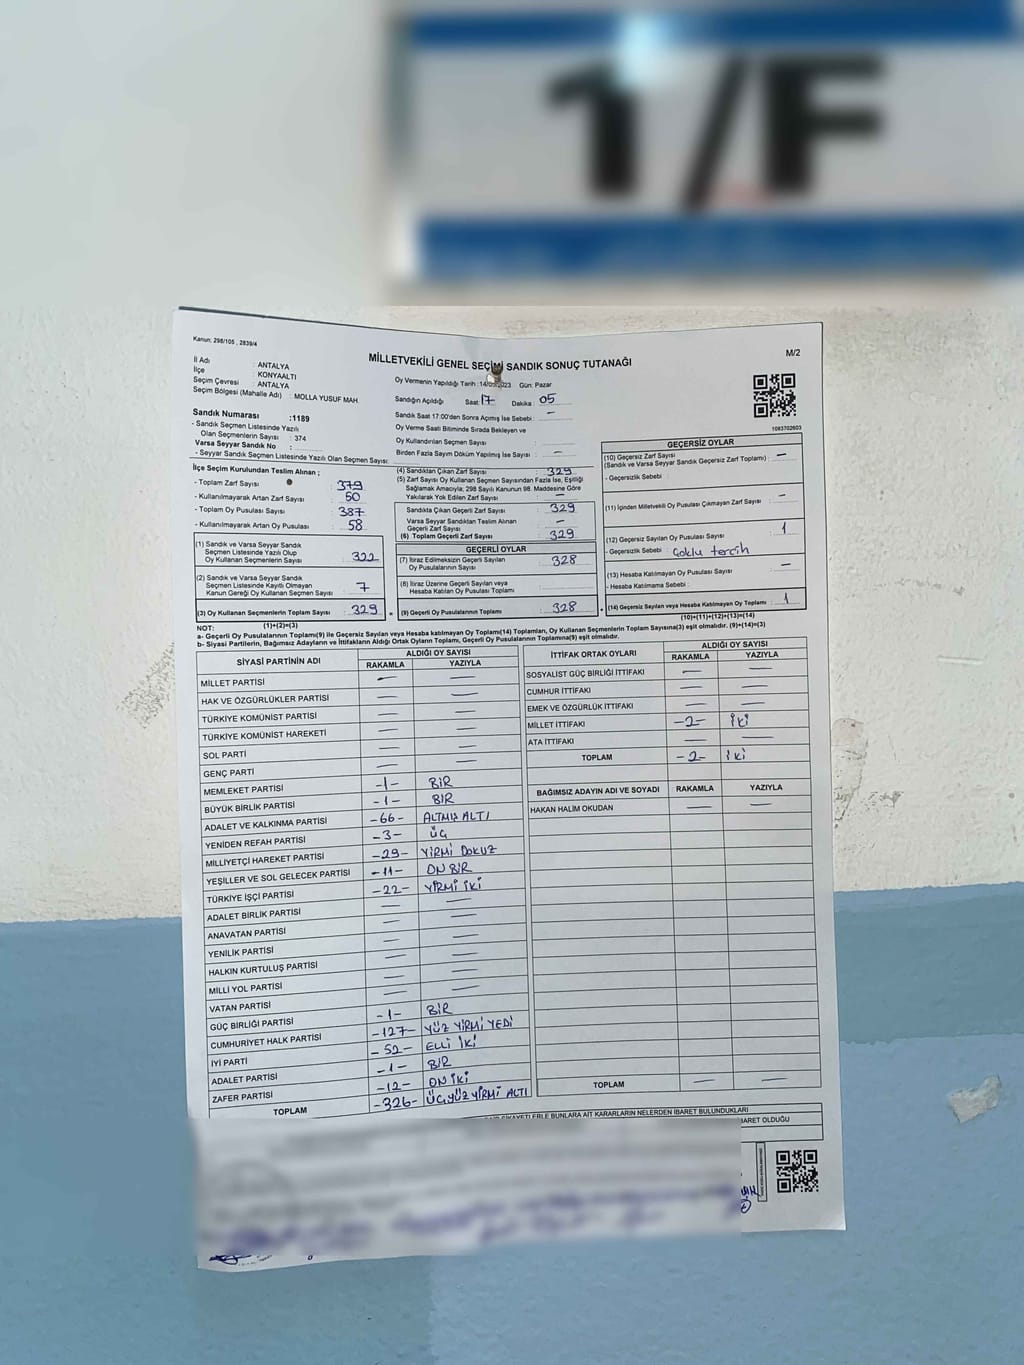 1/F
Kanun: 298/105 , 2839/4
MİLLETVEKİLİ GENEL SEÇİMİ SANDIK SONUÇ TUTANAĞI
M/2
İl Adı : ANTALYA
İlçe : KONYAALTI
Seçim Çevresi : ANTALYA
Seçim Bölgesi (Mahalle Adı) : MOLLA YUSUF MAH.
Sandık Numarası :1189
- Sandık Seçmen Listesinde Yazılı
Olan Seçmenlerin Sayısı : 374
Varsa Seyyar Sandık No :
- Seyyar Sandık Seçmen Listesinde Yazılı Olan Seçmen Sayısı:
Oy Vermenin Yapıldığı Tarih :14/05/2023 Gün: Pazar
Sandığın Açıldığı Saat: 17 Dakika: 05
Sandık Saat 17:00'den Sonra Açımış İse Sebebi : -
Oy Verme Saati Bitiminde Sırada Bekleyen ve
Oy Kullandırılan Seçmen Sayısı :
Birden Fazla Sayım Döküm Yapılmış İse Sayısı : -
1083702603
İlçe Seçim Kurulundan Teslim Alınan ;
- Toplam Zarf Sayısı : 379
- Kullanılmayarak Artan Zarf Sayısı : 50
- Toplam Oy Pusulası : 387
- Kullanılmayarak Artan Oy Pusulası : 58
(1) Sandık ve Varsa Seyyar Sandık
Seçmen Listesinde Yazılı Olup
Oy Kullanan Seçmenlerin Sayısı : 322
(2) Sandık ve Varsa Seyyar Sandık
Seçmen Listesinde Kayıtlı Olmayan
Kanun Gereği Oy Kullanan Seçmen Sayısı : 7
(3) Oy Kullanan Seçmenlerin Toplam Sayısı : 329
(1)+(2)=(3)
(4) Sandıktan Çıkan Zarf Sayısı : 329
(5) Zarf Sayısı Oy Kullanan Seçmen Sayısından Fazla İse, Eşitliği
Sağlamak Amacıyla; 298 Sayılı Kanunun 98. Maddesine Göre
Yakılarak Yok Edilen Zarf Sayısı : -
Sandıkta Çıkan Geçerli Zarf Sayısı : 329
Varsa Seyyar Sandıktan Teslim Alınan
Geçerli Zarf Sayısı : -
(6) Toplam Geçerli Zarf Sayısı : 329
GEÇERLİ OYLAR
(7) İtiraz Edilmeksizin Geçerli Sayılan
Oy Pusulalarının Sayısı : 328
(8) İtiraz Üzerine Geçerli Sayılan veya
Hesaba Katılan Oy Pusulası Toplamı :
(9) Geçerli Oy Pusulalarının Toplamı : 328
GEÇERSİZ OYLAR
(10) Geçersiz Zarf Sayısı
(Sandık ve Varsa Seyyar Sandık Geçersiz Zarf Toplamı) : -
- Geçersizlik Sebebi :
(11) İçinden Milletvekili Oy Pusulası Çıkmayan Zarf Sayısı : -
(12) Geçersiz Sayılan Oy Pusulası Sayısı : 1
- Geçersizlik Sebebi : Çoklu tercih
(13) Hesaba Katılmayan Oy Pusulası Sayısı : -
- Hesaba Katılmama Sebebi :
(14) Geçersiz Sayılan veya Hesaba Katılmayan Oy Toplamı : 1
(10)+(11)+(12)+(13)=(14)
NOT:
a- Geçerli Oy Pusulalarının Toplamı(9) ile Geçersiz Sayılan veya Hesaba katılmayan Oy Toplam(14) Toplamları, Oy Kullanan Seçmenlerin Toplam Sayısına(3) eşit olmalıdır. (9)+(14)=(3)
b- Siyasi Partilerin, Bağımsız Adayların ve İttifakların Aldığı Ortak Oyların Toplamı, Geçerli Oy Pusulalarının Toplamına(9) eşit olmalıdır.
SİYASİ PARTİNİN ADI ALDIĞI OY SAYISI
RAKAMLA YAZIYLA
MİLLET PARTİSİ — —
HAK VE ÖZGÜRLÜKLER PARTİSİ — —
TÜRKİYE KOMÜNİST PARTİSİ — —
TÜRKİYE KOMÜNİST HAREKETİ — —
SOL PARTİ — —
GENÇ PARTİ — —
MEMLEKET PARTİSİ -1- BİR
BÜYÜK BİRLİK PARTİSİ -1- BİR
ADALET VE KALKINMA PARTİSİ -66- ALTMIŞ ALTI
YENİDEN REFAH PARTİSİ -3- ÜÇ
MİLLİYETÇİ HAREKET PARTİSİ -29- YİRMİ DOKUZ
YEŞİLLER VE SOL GELECEK PARTİSİ -11- ON BİR
TÜRKİYE İŞÇİ PARTİSİ -22- YİRMİ İKİ
ADALET BİRLİK PARTİSİ — —
ANAVATAN PARTİSİ — —
YENİLİK PARTİSİ — —
HALKIN KURTULUŞ PARTİSİ — —
MİLLİ YOL PARTİSİ — —
VATAN PARTİSİ — —
GÜÇ BİRLİĞİ PARTİSİ -1- BİR
CUMHURİYET HALK PARTİSİ -127- YÜZ YİRMİ YEDİ
İYİ PARTİ -52- ELLİ İKİ
ADALET PARTİSİ -1- BİR
ZAFER PARTİSİ -12- ON İKİ
TOPLAM -326- ÜÇYÜZ YİRMİ ALTI
İTTİFAK ORTAK OYLARI ALDIĞI OY SAYISI
RAKAMLA YAZIYLA
SOSYALİST GÜÇ BİRLİĞİ İTTİFAKI — —
CUMHUR İTTİFAKI — —
EMEK VE ÖZGÜRLÜK İTTİFAKI — —
MİLLET İTTİFAKI -2- İKİ
ATA İTTİFAKI — —
TOPLAM -2- İKİ
BAĞIMSIZ ADAYIN ADI VE SOYADI RAKAMLA YAZIYLA
HAKAN HALİM OKUDAN — —
TOPLAM — —
ŞİKAYETLERLE BUNLARA AİT KARARLARIN NELERDEN İBARET BULUNDUKLARI
İBARET OLDUĞU